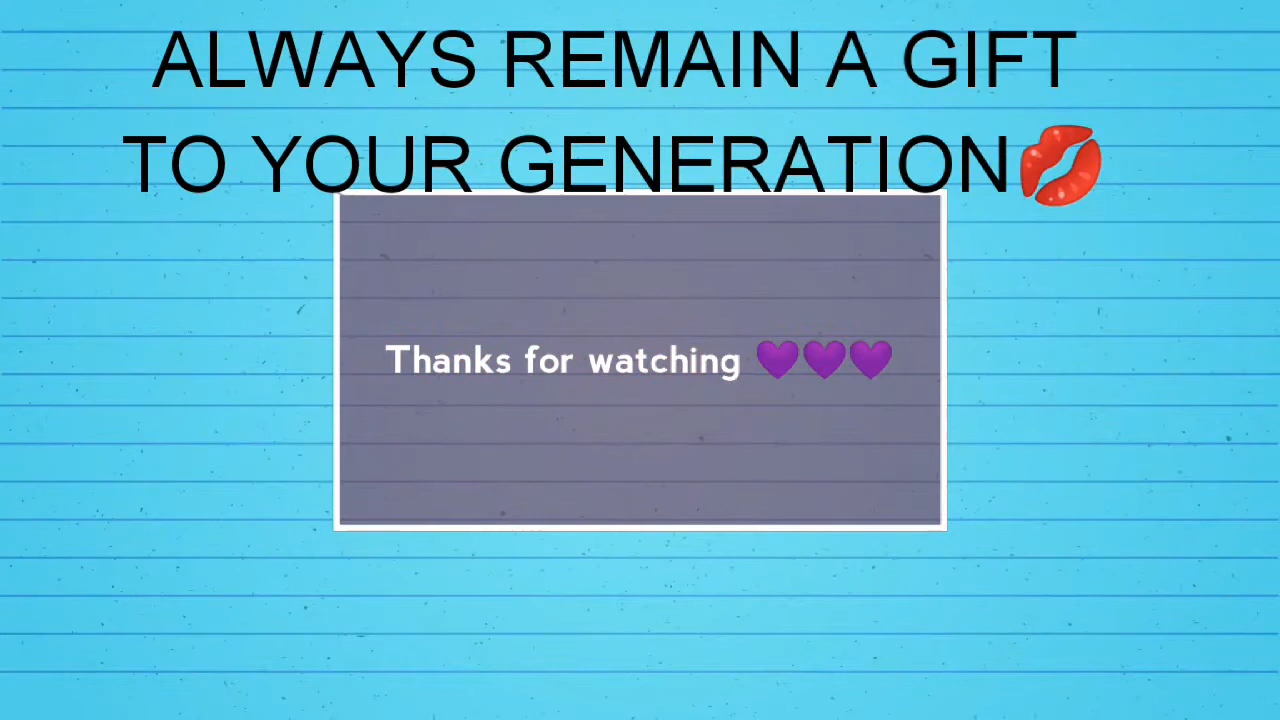 ALWAYS REMAIN A GIFT
TO YOUR GENERATION💋
Thanks for watching 💜💜💜